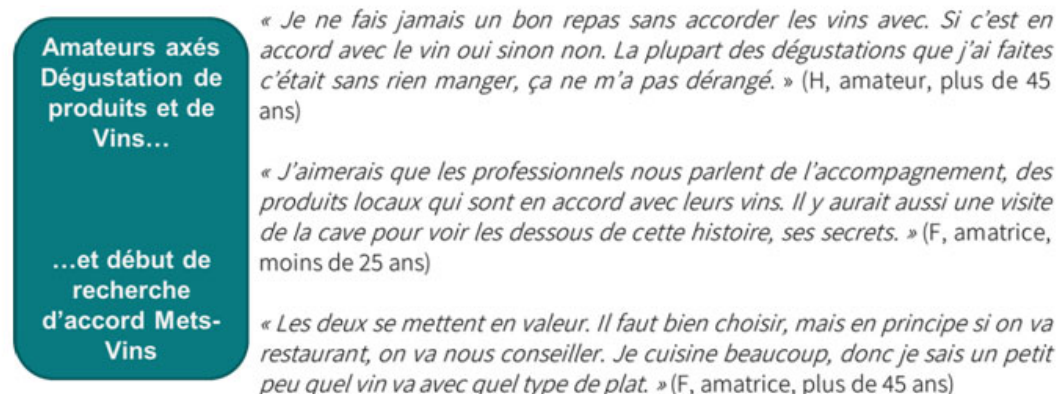 Amateurs axés
Dégustation de
produits et de
Vins…
…et début de
recherche
d'accord Mets-
Vins
« Je ne fais jamais un bon repas sans accorder les vins avec. Si c'est en
accord avec le vin oui sinon non. La plupart des dégustations que j'ai faites
c'était sans rien manger, ça ne m'a pas dérangé. » (H, amateur, plus de 45
ans)
« J'aimerais que les professionnels nous parlent de l'accompagnement, des
produits locaux qui sont en accord avec leurs vins. Il y aurait aussi une visite
de la cave pour voir les dessous de cette histoire, ses secrets. » (F, amatrice,
moins de 25 ans)
« Les deux se mettent en valeur. Il faut bien choisir, mais en principe si on va
restaurant, on va nous conseiller. Je cuisine beaucoup, donc je sais un petit
peu quel vin va avec quel type de plat. » (F, amatrice, plus de 45 ans)